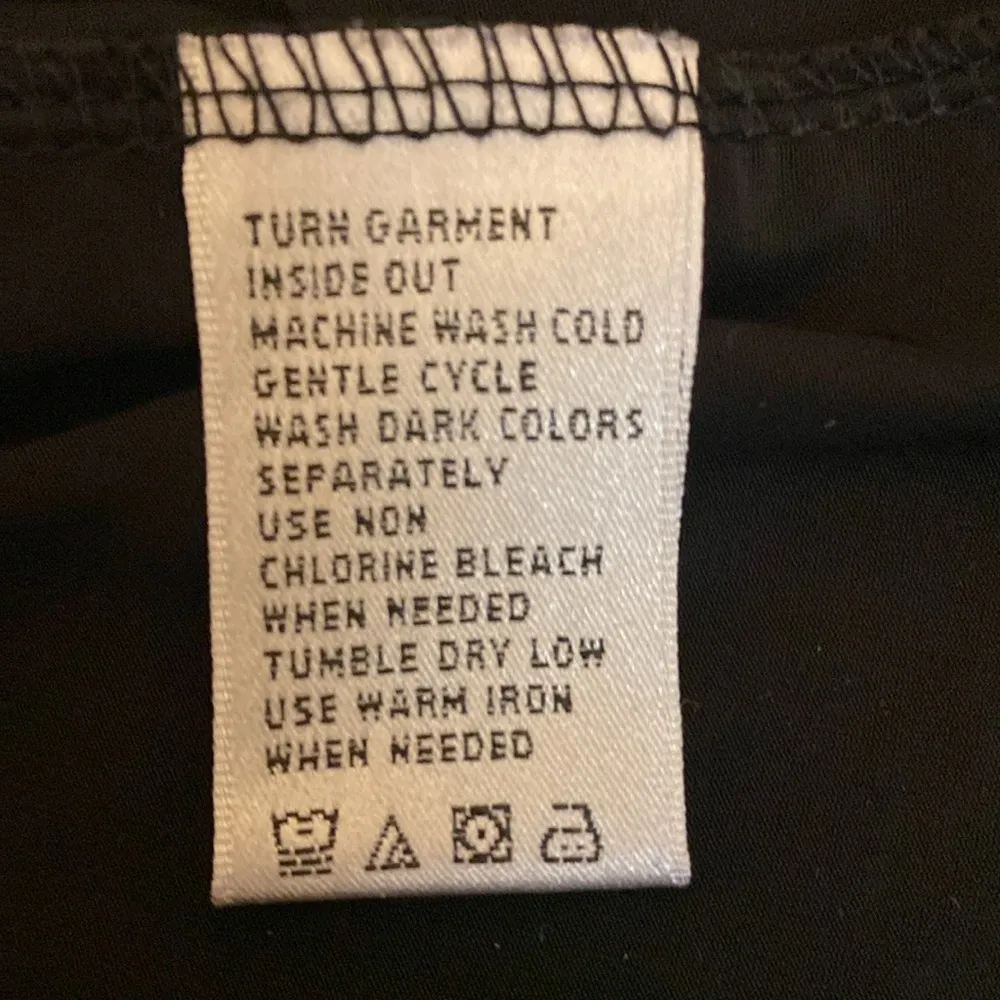 TURN GARMENT
INSIDE OUT
MACHINE WASH COLD
GENTLE CYCLE
WASH DARK COLORS
SEPARATELY
USE NON
CHLORINE BLEACH
WHEN NEEDED
TUMBLE DRY LOW
USE WARM IRON
WHEN NEEDED